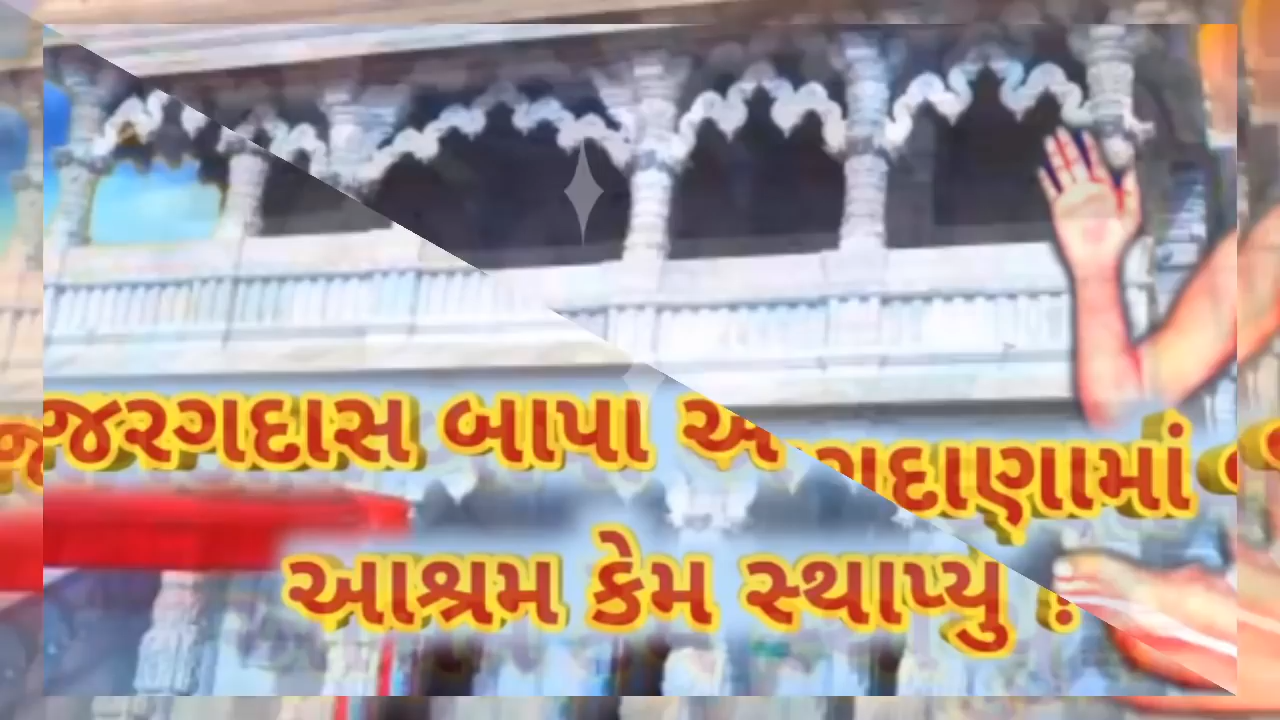 જરગદાસ બાપા
આશ્રમ કેમ સ્થાપ્યુ ?